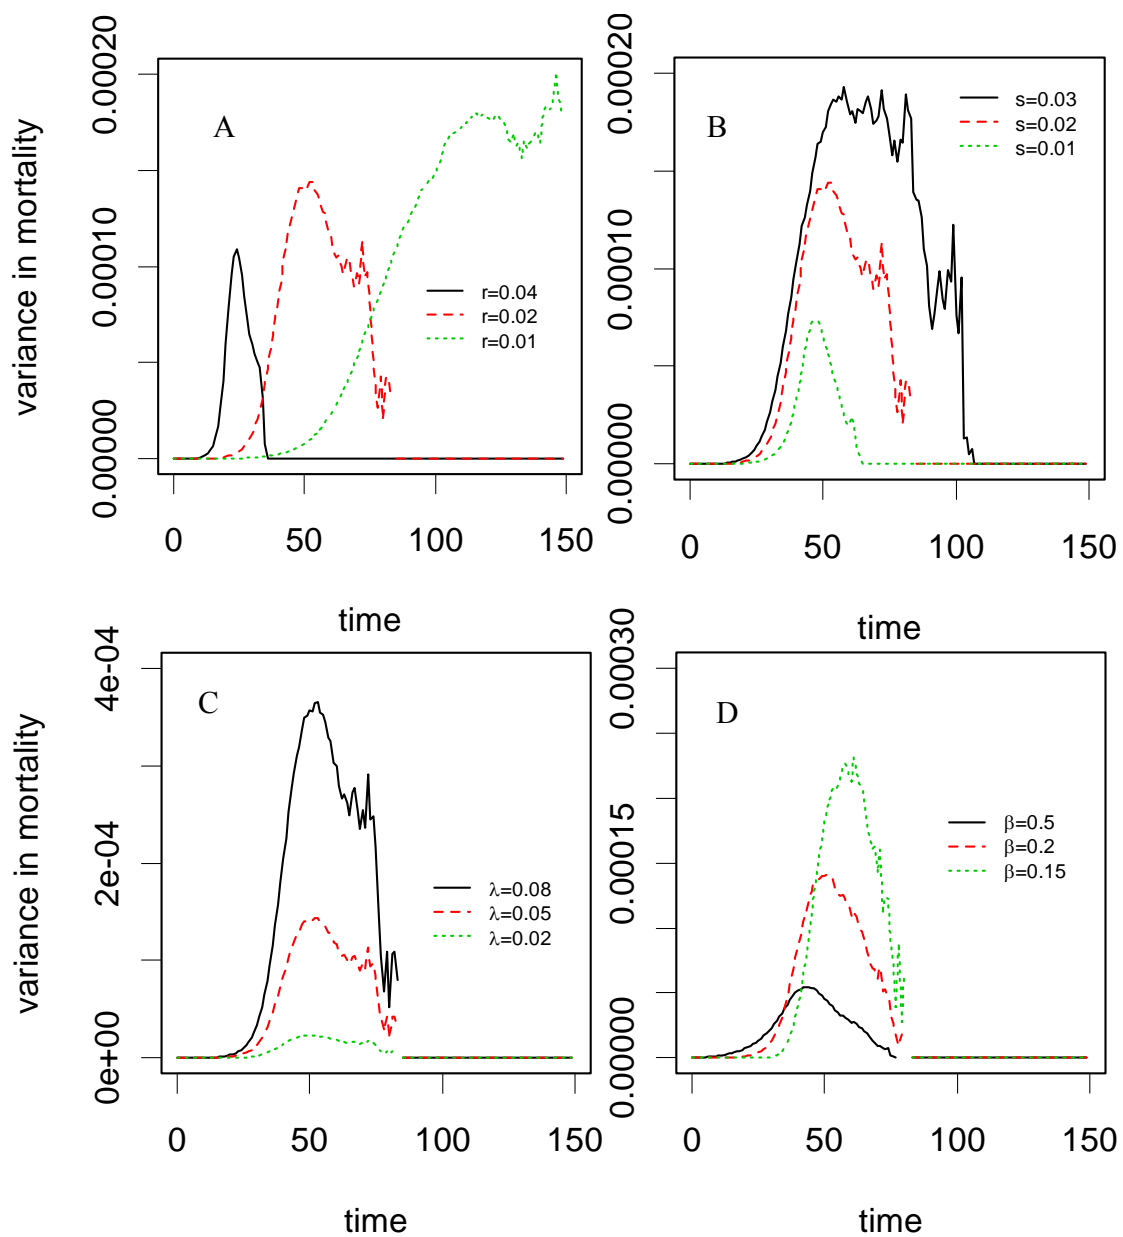 variance in mortality
0.00000 0.00010 0.00020
A
r=0.04
r=0.02
r=0.01
0 50 100 150
time
0.00000 0.00010 0.00020
B
s=0.03
s=0.02
s=0.01
0 50 100 150
time
variance in mortality
0e+00 2e-04 4e-04
C
λ=0.08
λ=0.05
λ=0.02
0 50 100 150
time
0.00000 0.00015 0.00030
D
β=0.5
β=0.2
β=0.15
0 50 100 150
time